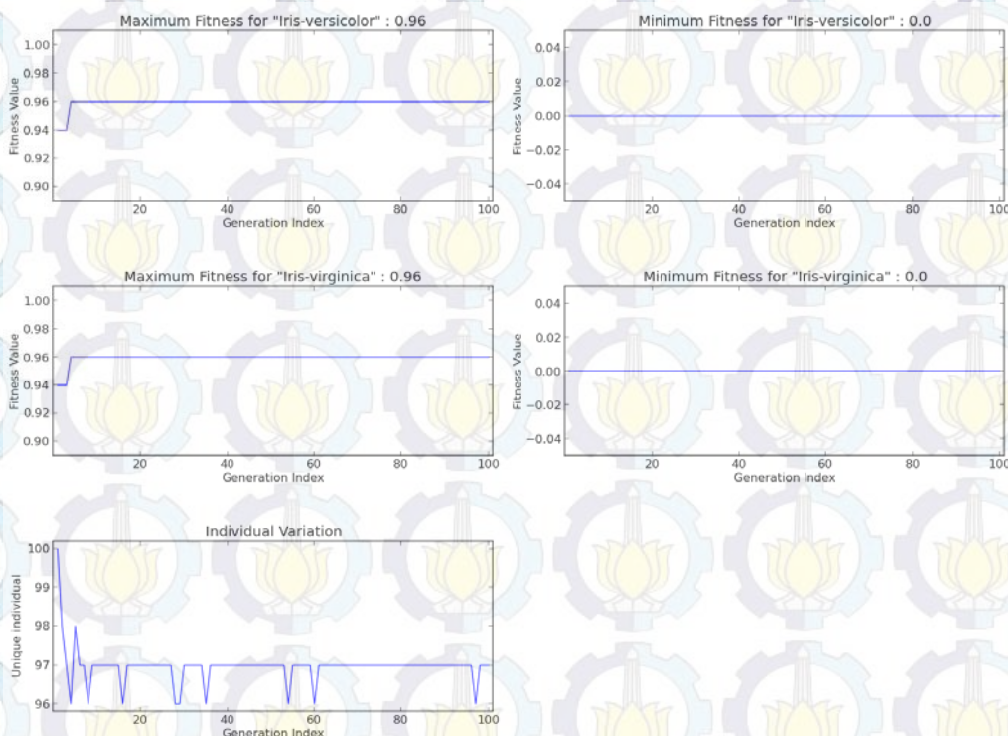 Maximum Fitness for "Iris-versicolor" : 0.96
Fitness Value
1.00
0.98
0.96
0.94
0.92
0.90
20 40 60 80 100
Generation Index
Minimum Fitness for "Iris-versicolor" : 0.0
Fitness Value
0.04
0.02
0.00
−0.02
−0.04
20 40 60 80 100
Generation Index
Maximum Fitness for "Iris-virginica" : 0.96
Fitness Value
1.00
0.98
0.96
0.94
0.92
0.90
20 40 60 80 100
Generation Index
Minimum Fitness for "Iris-virginica" : 0.0
Fitness Value
0.04
0.02
0.00
−0.02
−0.04
20 40 60 80 100
Generation Index
Individual Variation
Unique individual
100
99
98
97
96
20 40 60 80 100
Generation Index